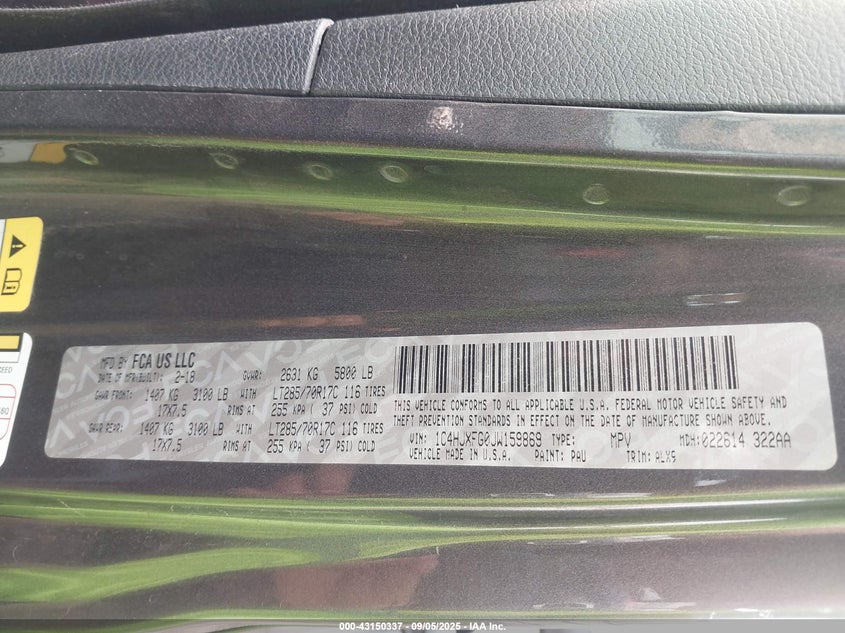 MFD BY FCA US LLC
DATE OF MFR(BUILT): 2-18 GVWR: 2631 KG 5800 LB
GAWR FRONT: 1407 KG 3100 LB WITH LT285/70R17C 116 TIRES
17X7.5 RIMS AT 255 KPA ( 37 PSI) COLD
GAWR REAR: 1407 KG 3100 LB WITH LT285/70R17C 116 TIRES
17X7.5 RIMS AT 255 KPA ( 37 PSI) COLD
THIS VEHICLE CONFORMS TO ALL APPLICABLE U.S.A. FEDERAL MOTOR VEHICLE SAFETY AND
THEFT PREVENTION STANDARDS IN EFFECT ON THE DATE OF MANUFACTURE SHOWN ABOVE.
VIN: 1C4HJXFG0JW159869 TYPE: MPV MDH: 022614 322AA
VEHICLE MADE IN U.S.A. PAINT: PAU TRIM: ALX9
000-43150337 - 09/05/2025 - IAA Inc.